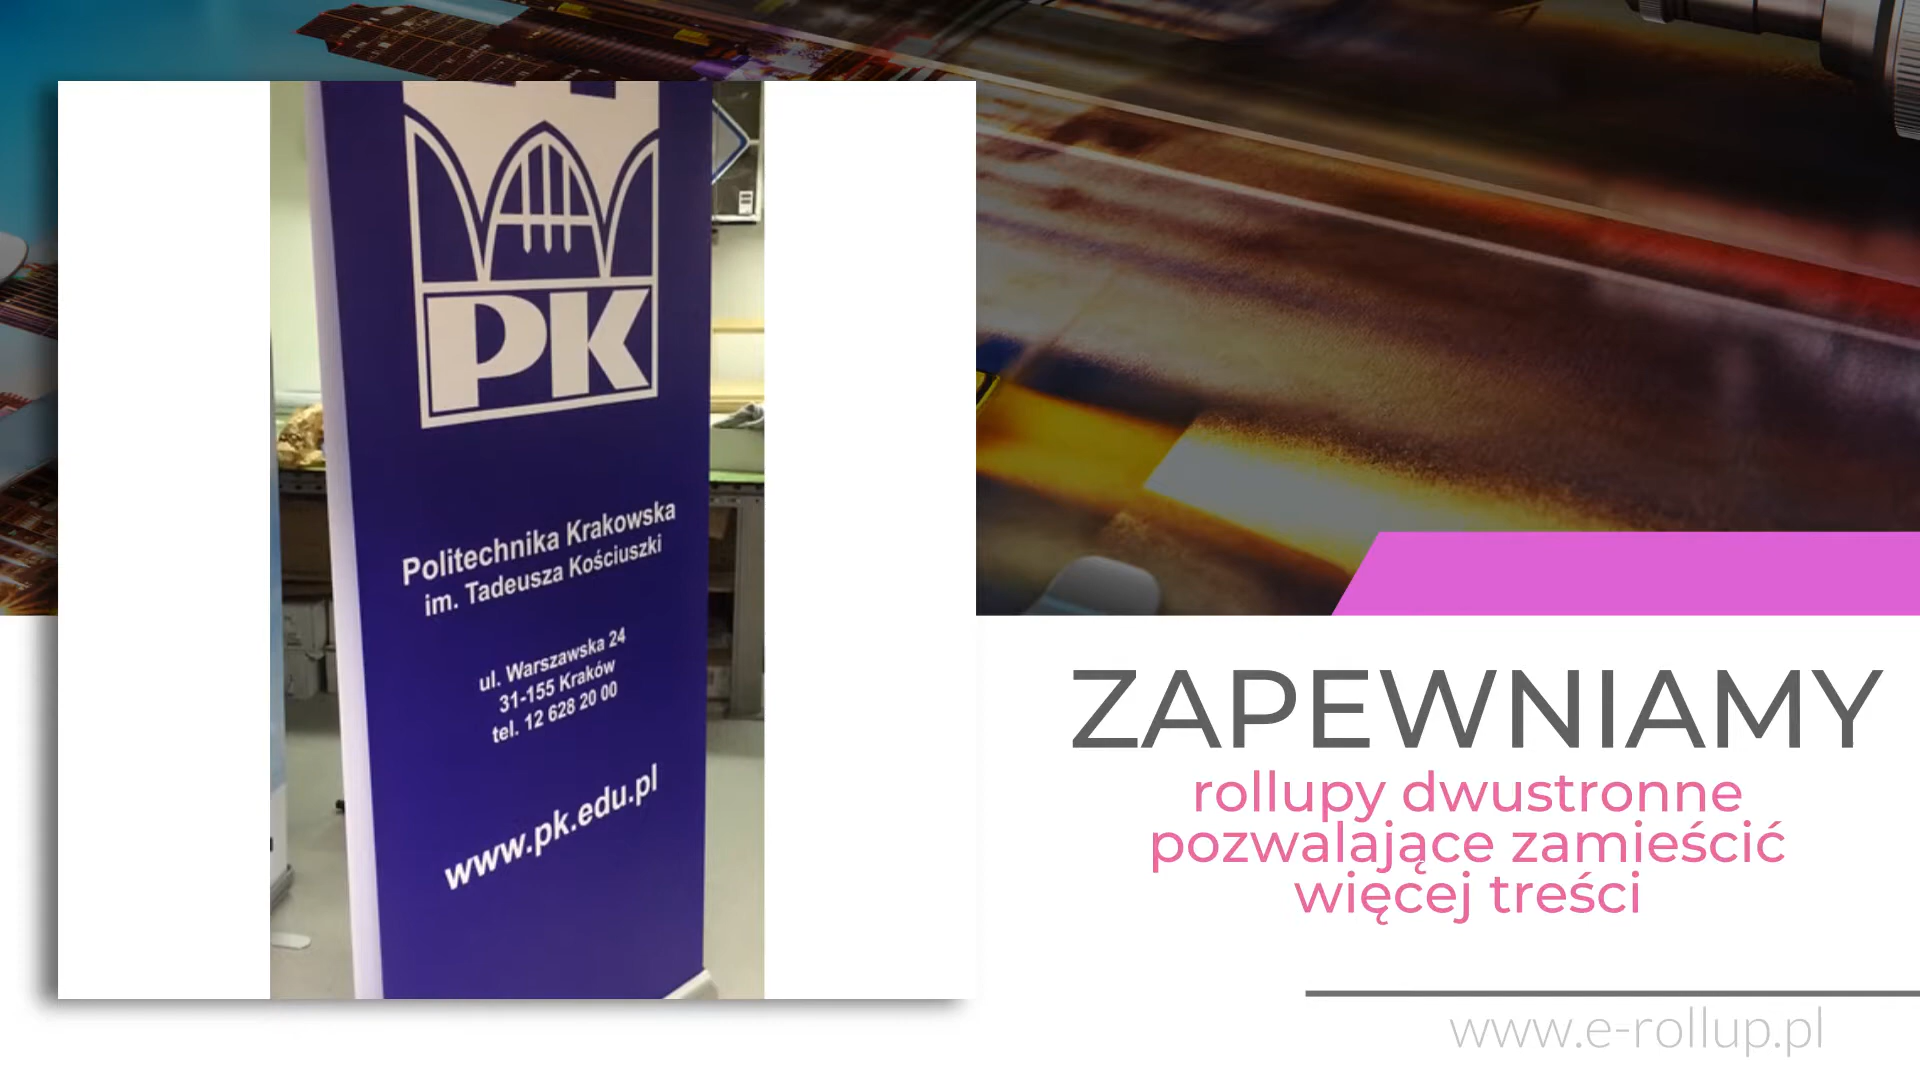 PK
Politechnika Krakowska
im. Tadeusza Kościuszki
ul. Warszawska 24
31-155 Kraków
tel. 12 628 20 00
www.pk.edu.pl
ZAPEWNIAMY
rollupy dwustronne
pozwalające zamieścić
więcej treści
www.e-rollup.pl